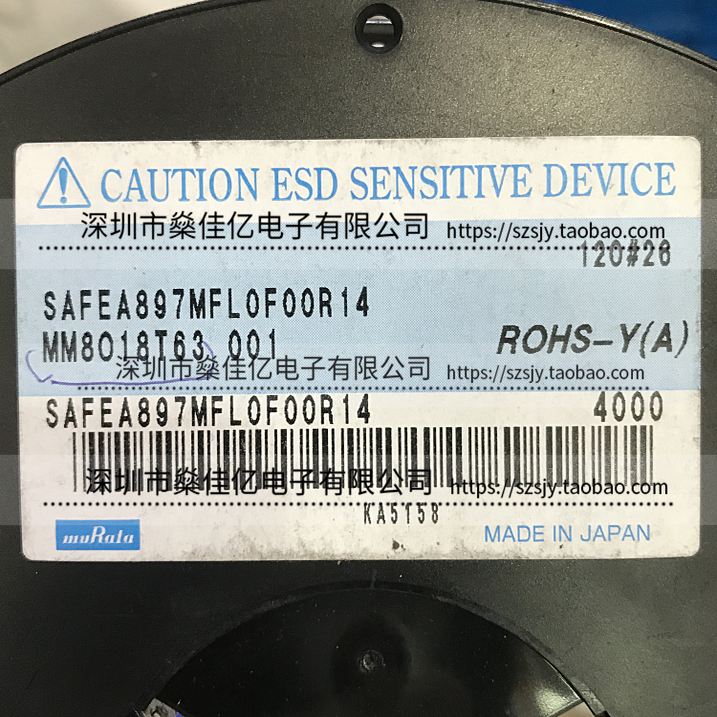 CAUTION ESD SENSITIVE DEVICE
深圳市燊佳亿电子有限公司 https://szsjy.taobao.com
120#26
SAFEA897MFL0F00R14
MM8018T63 001
ROHS-Y(A)
深圳市燊佳亿电子有限公司 https://szsjy.taobao.com
SAFEA897MFL0F00R14 4000
深圳市燊佳亿电子有限公司 https://szsjy.taobao.com
KA5158
muRata MADE IN JAPAN